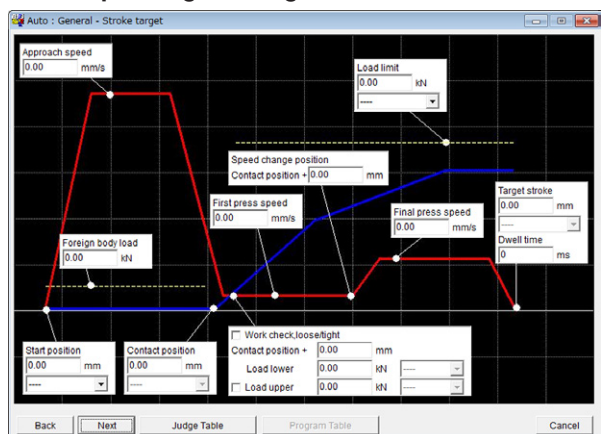 Auto : General - Stroke target
Approach speed
0.00 mm/s
Load limit
0.00 kN
----
Speed change position
Contact position + 0.00 mm
First press speed
0.00 mm/s
Final press speed
0.00 mm/s
Target stroke
0.00 mm
----
Dwell time
0 ms
Foreign body load
0.00 kN
Start position
0.00 mm
----
Contact position
0.00 mm
----
Work check,loose/tight
Contact position + 0.00 mm
Load lower 0.00 kN ----
Load upper 0.00 kN ----
Back Next Judge Table Program Table Cancel